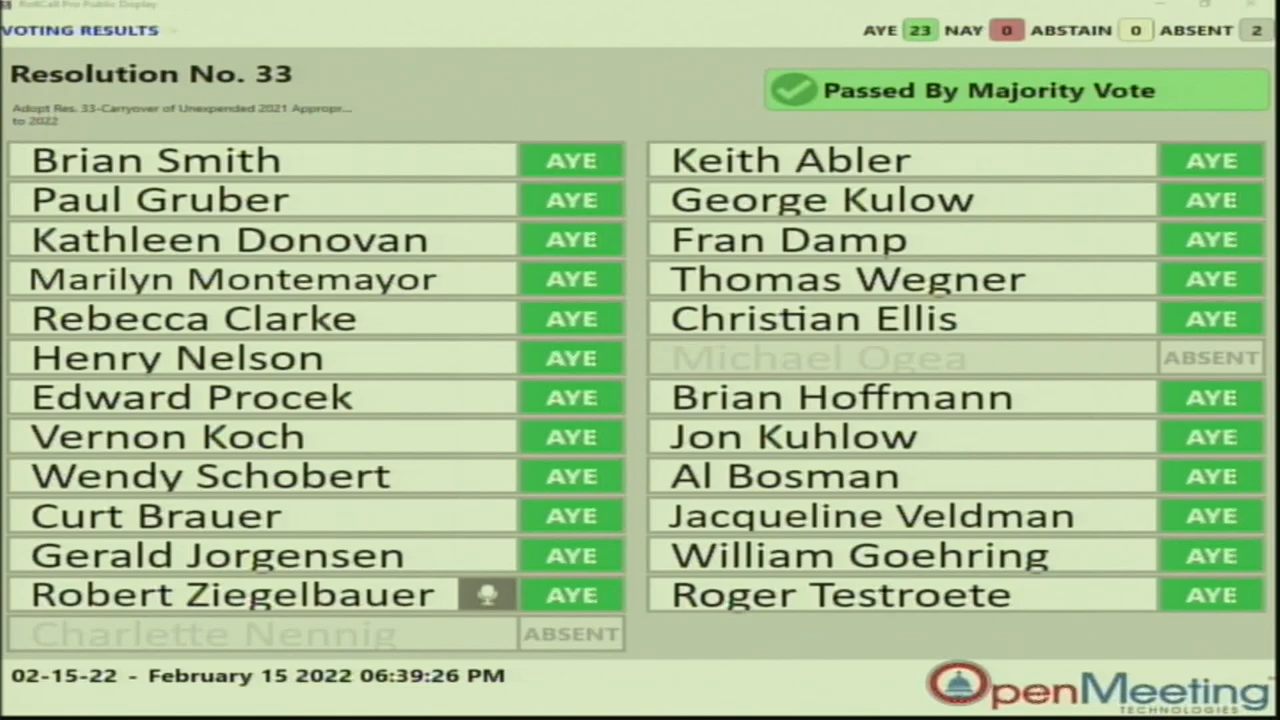 RollCall Pro Public Display
VOTING RESULTS
AYE 23 NAY 0 ABSTAIN 0 ABSENT 2
Resolution No. 33
Passed By Majority Vote
Adopt Res. 33-Carryover of Unexpended 2021 Appropr...
to 2022
Brian Smith AYE
Paul Gruber AYE
Kathleen Donovan AYE
Marilyn Montemayor AYE
Rebecca Clarke AYE
Henry Nelson AYE
Edward Procek AYE
Vernon Koch AYE
Wendy Schobert AYE
Curt Brauer AYE
Gerald Jorgensen AYE
Robert Ziegelbauer AYE
Charlette Nennig ABSENT
Keith Abler AYE
George Kulow AYE
Fran Damp AYE
Thomas Wegner AYE
Christian Ellis AYE
Michael Ogea ABSENT
Brian Hoffmann AYE
Jon Kuhlow AYE
Al Bosman AYE
Jacqueline Veldman AYE
William Goehring AYE
Roger Testroete AYE
02-15-22 - February 15 2022 06:39:26 PM
OpenMeeting
TECHNOLOGIES